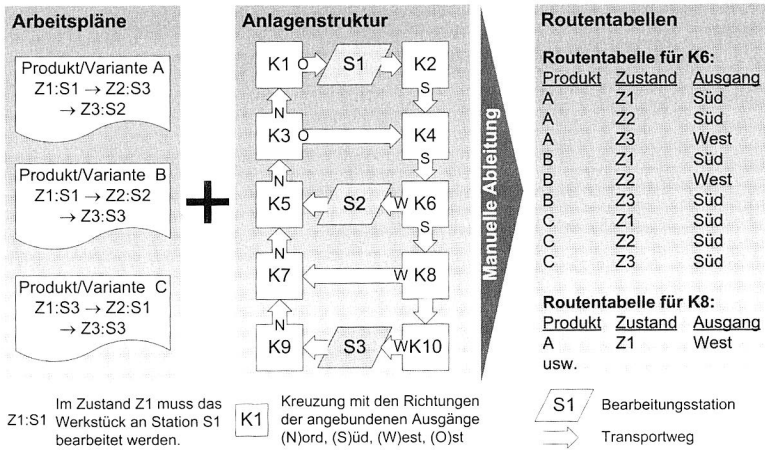 Arbeitspläne
Produkt/Variante A
Z1:S1 → Z2:S3
→ Z3:S2
Produkt/Variante B
Z1:S1 → Z2:S2
→ Z3:S3
Produkt/Variante C
Z1:S3 → Z2:S1
→ Z3:S3
+
Anlagenstruktur
K1 O S1 K2
N S
K3 O K4
N S
K5 S2 W K6
N S
K7 W K8
N
K9 S3 W K10
Manuelle Ableitung
Routentabellen
Routentabelle für K6:
Produkt Zustand Ausgang
A Z1 Süd
A Z2 Süd
A Z3 West
B Z1 Süd
B Z2 West
B Z3 Süd
C Z1 Süd
C Z2 Süd
C Z3 Süd
Routentabelle für K8:
Produkt Zustand Ausgang
A Z1 West
usw.
Z1:S1
Im Zustand Z1 muss das
Werkstück an Station S1
bearbeitet werden.
K1
Kreuzung mit den Richtungen
der angebundenen Ausgänge
(N)ord, (S)üd, (W)est, (O)st
S1 Bearbeitungsstation
Transportweg